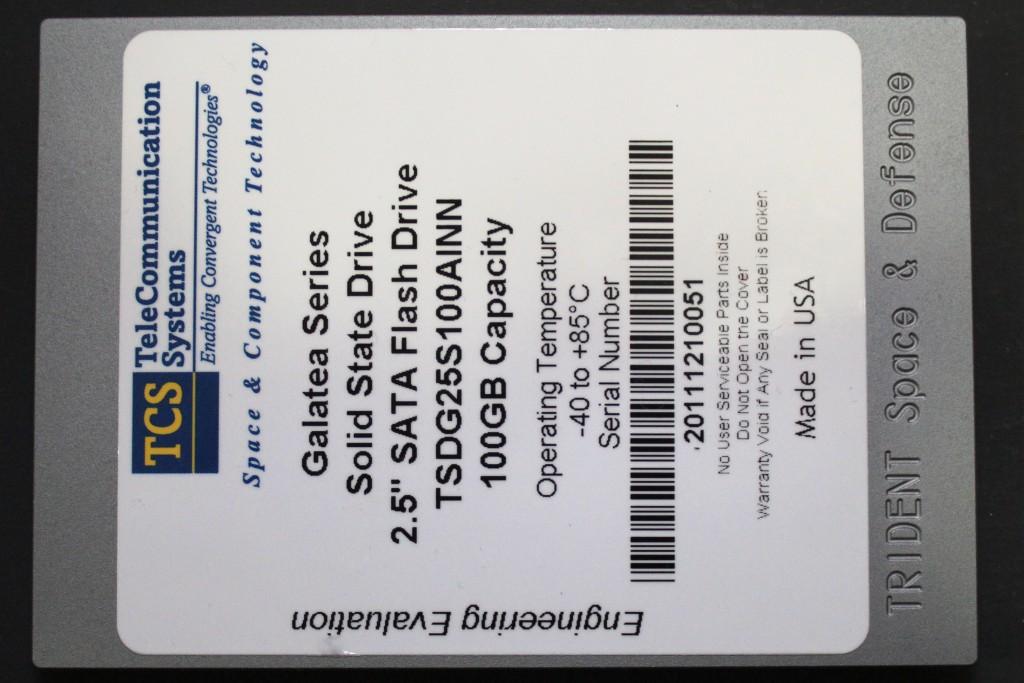 TCS
TeleCommunication
Systems
Enabling Convergent Technologies®
Space & Component Technology
Galatea Series
Solid State Drive
2.5" SATA Flash Drive
TSDG25S100AINN
100GB Capacity
Operating Temperature
-40 to +85°C
Serial Number
20111210051
No User Serviceable Parts Inside
Do Not Open the Cover
Warranty Void if Any Seal or Label is Broken
Made in USA
Engineering Evaluation
TRIDENT Space & Defense